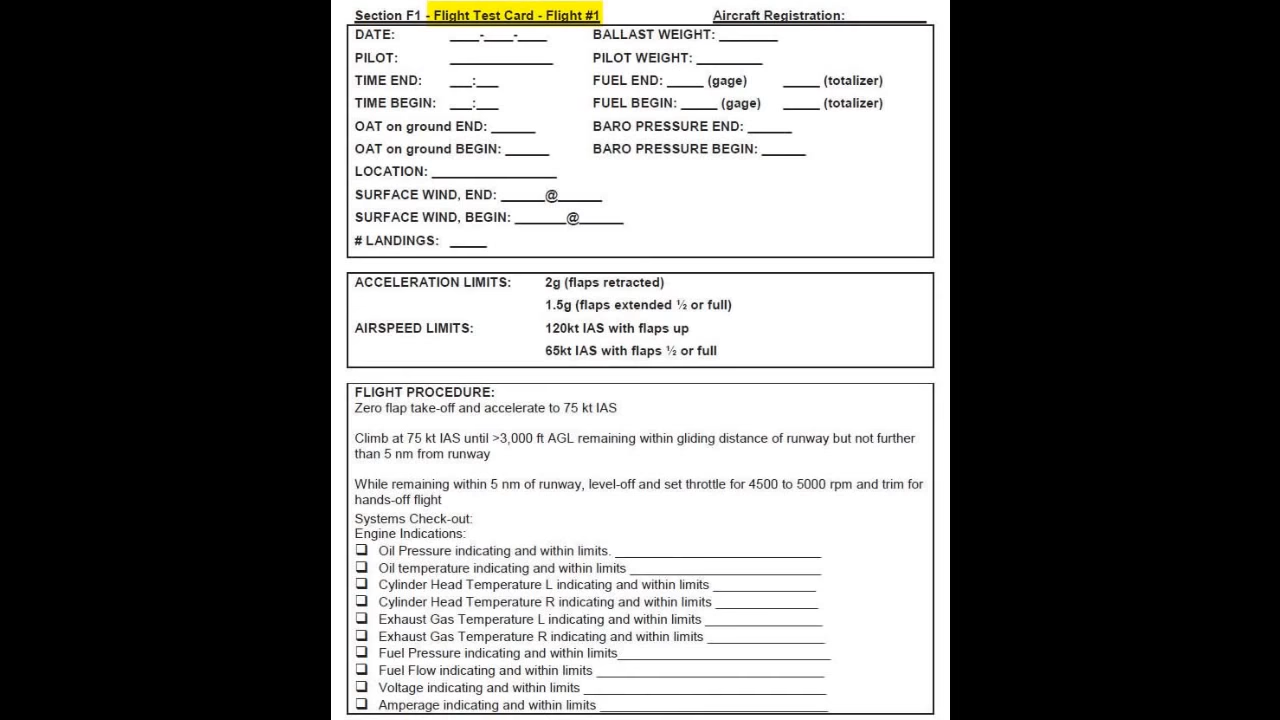 Section F1 - Flight Test Card - Flight #1 Aircraft Registration: ___________
DATE: ____-____-____ BALLAST WEIGHT: ________
PILOT: ______________ PILOT WEIGHT: _________
TIME END: ___:___ FUEL END: _____ (gage) _____ (totalizer)
TIME BEGIN: ___:___ FUEL BEGIN: _____ (gage) _____ (totalizer)
OAT on ground END: ______ BARO PRESSURE END: ______
OAT on ground BEGIN: ______ BARO PRESSURE BEGIN: ______
LOCATION: _________________
SURFACE WIND, END: ______@______
SURFACE WIND, BEGIN: _______@______
# LANDINGS: _____
ACCELERATION LIMITS: 2g (flaps retracted)
1.5g (flaps extended ½ or full)
AIRSPEED LIMITS: 120kt IAS with flaps up
65kt IAS with flaps ½ or full
FLIGHT PROCEDURE:
Zero flap take-off and accelerate to 75 kt IAS
Climb at 75 kt IAS until >3,000 ft AGL remaining within gliding distance of runway but not further
than 5 nm from runway
While remaining within 5 nm of runway, level-off and set throttle for 4500 to 5000 rpm and trim for
hands-off flight
Systems Check-out:
Engine Indications:
❑ Oil Pressure indicating and within limits. ____________________________
❑ Oil temperature indicating and within limits __________________________
❑ Cylinder Head Temperature L indicating and within limits ______________
❑ Cylinder Head Temperature R indicating and within limits ______________
❑ Exhaust Gas Temperature L indicating and within limits ________________
❑ Exhaust Gas Temperature R indicating and within limits ________________
❑ Fuel Pressure indicating and within limits_____________________________
❑ Fuel Flow indicating and within limits _______________________________
❑ Voltage indicating and within limits _________________________________
❑ Amperage indicating and within limits _______________________________